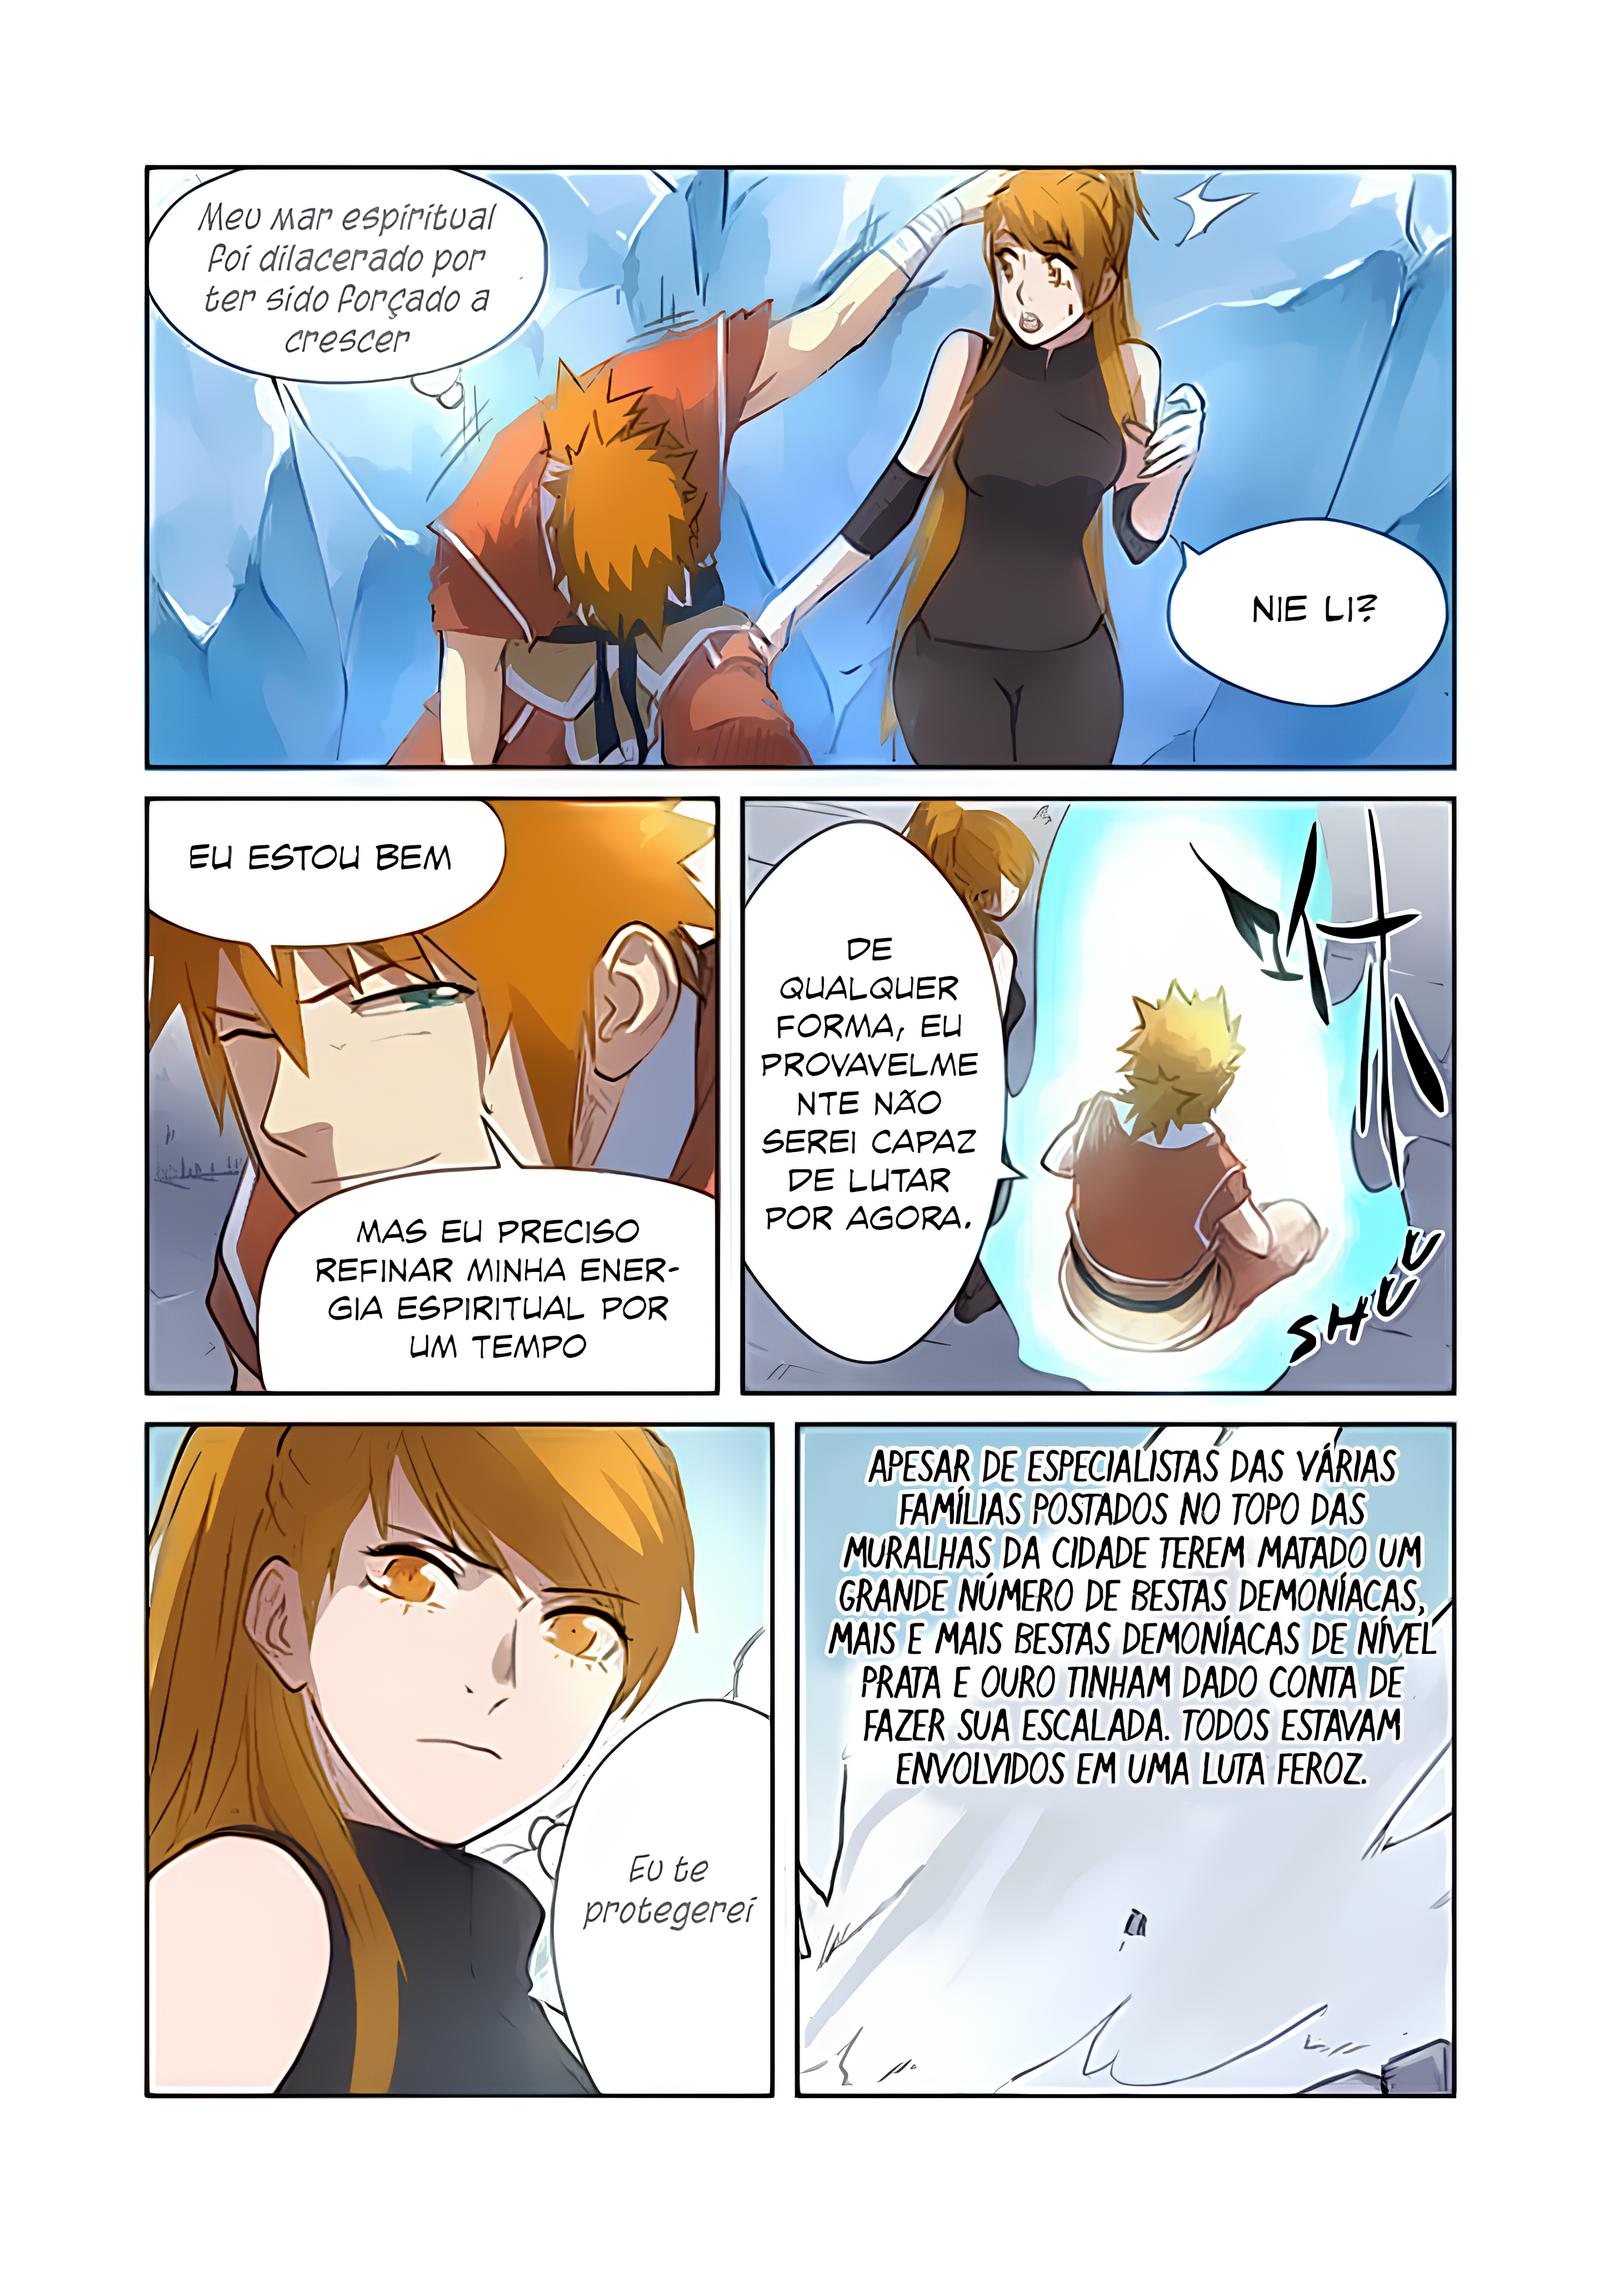 Meu mar espiritual
foi dilacerado por
ter sido forçado a
crescer
NIE LI?
EU ESTOU BEM
MAS EU PRECISO
REFINAR MINHA ENER-
GIA ESPIRITUAL POR
UM TEMPO
DE
QUALQUER
FORMA, EU
PROVAVELME
NTE NÃO
SEREI CAPAZ
DE LUTAR
POR AGORA.
SHUUU
Eu te
protegerei
APESAR DE ESPECIALISTAS DAS VÁRIAS
FAMÍLIAS POSTADOS NO TOPO DAS
MURALHAS DA CIDADE TEREM MATADO UM
GRANDE NÚMERO DE BESTAS DEMONÍACAS,
MAIS E MAIS BESTAS DEMONÍACAS DE NÍVEL
PRATA E OURO TINHAM DADO CONTA DE
FAZER SUA ESCALADA. TODOS ESTAVAM
ENVOLVIDOS EM UMA LUTA FEROZ.